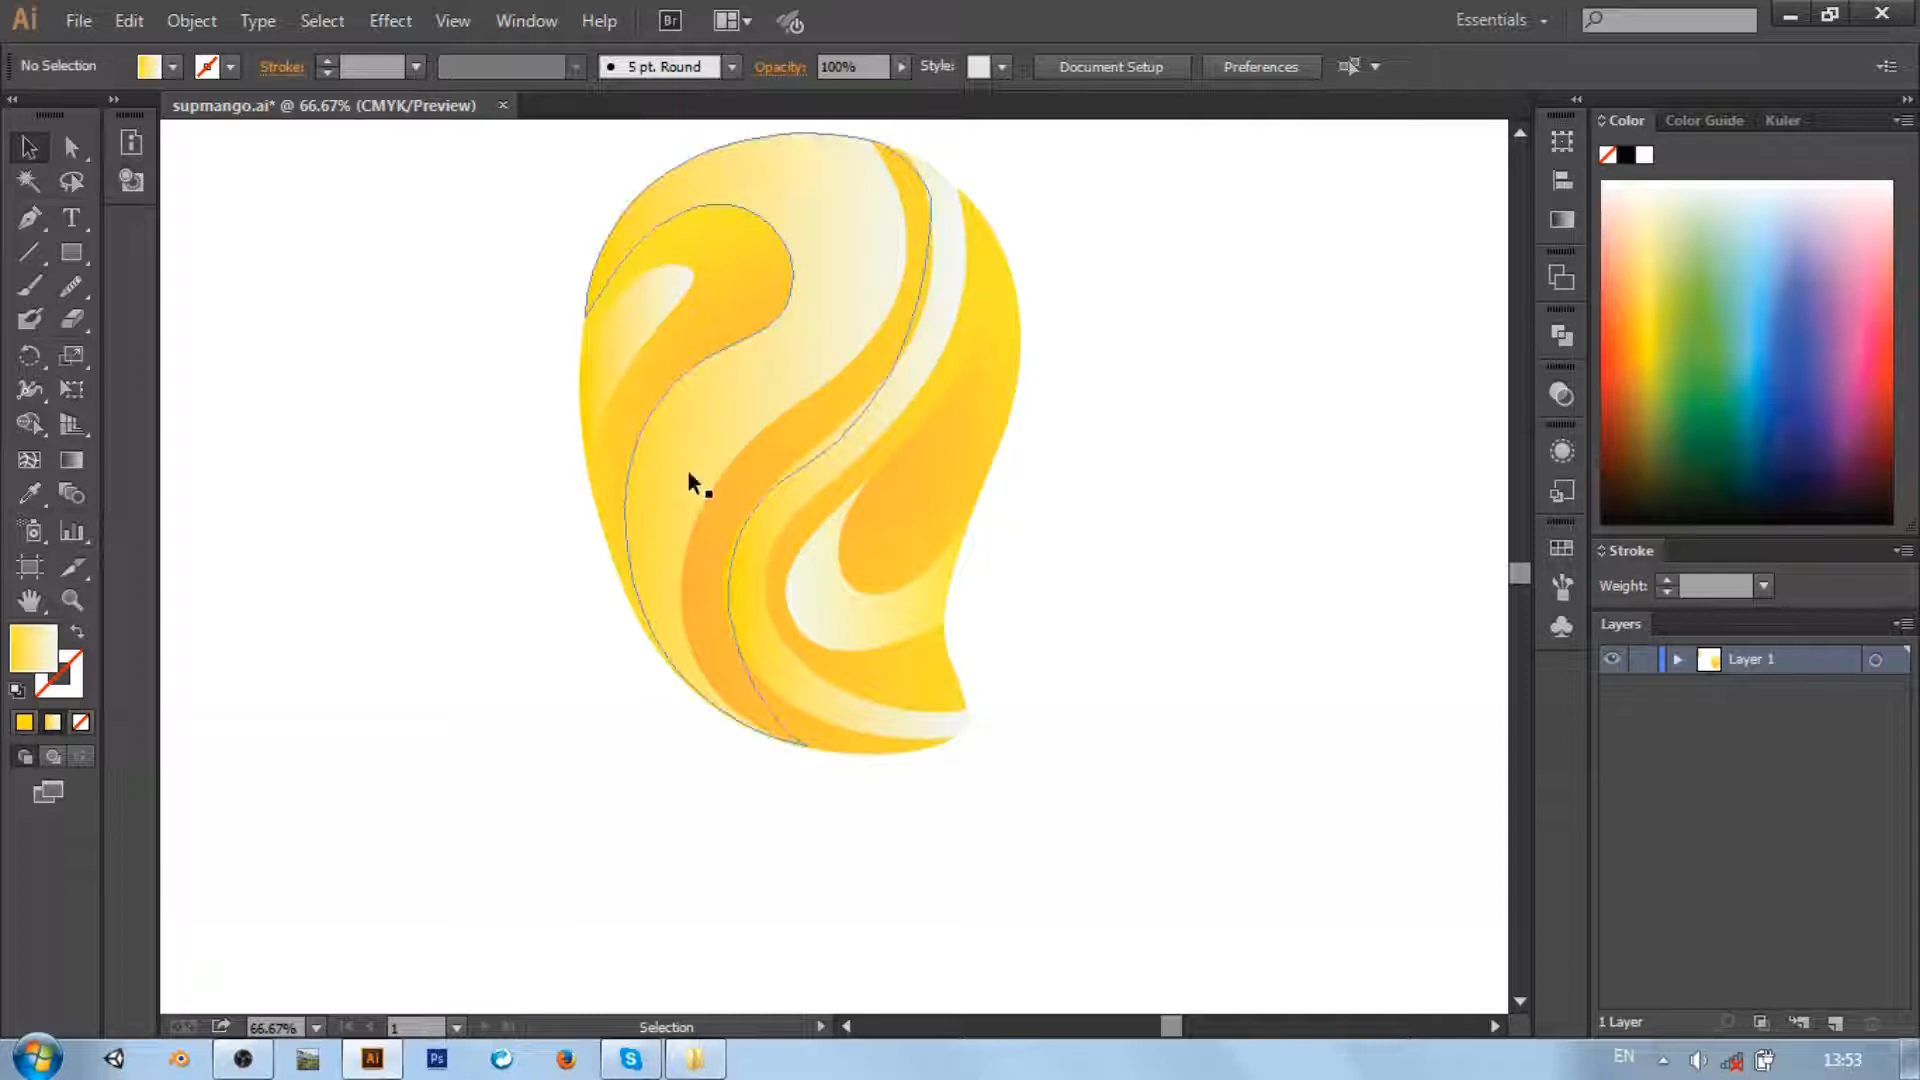 Ai File Edit Object Type Select Effect View Window Help Br Essentials
No Selection Stroke: 5 pt. Round Opacity: 100% Style: Document Setup Preferences
supmango.ai* @ 66.67% (CMYK/Preview)
Color Color Guide Kuler
T
Stroke
Weight:
Layers
Layer 1
66.67% 1 Selection
1 Layer
Ai Ps S EN 13:53